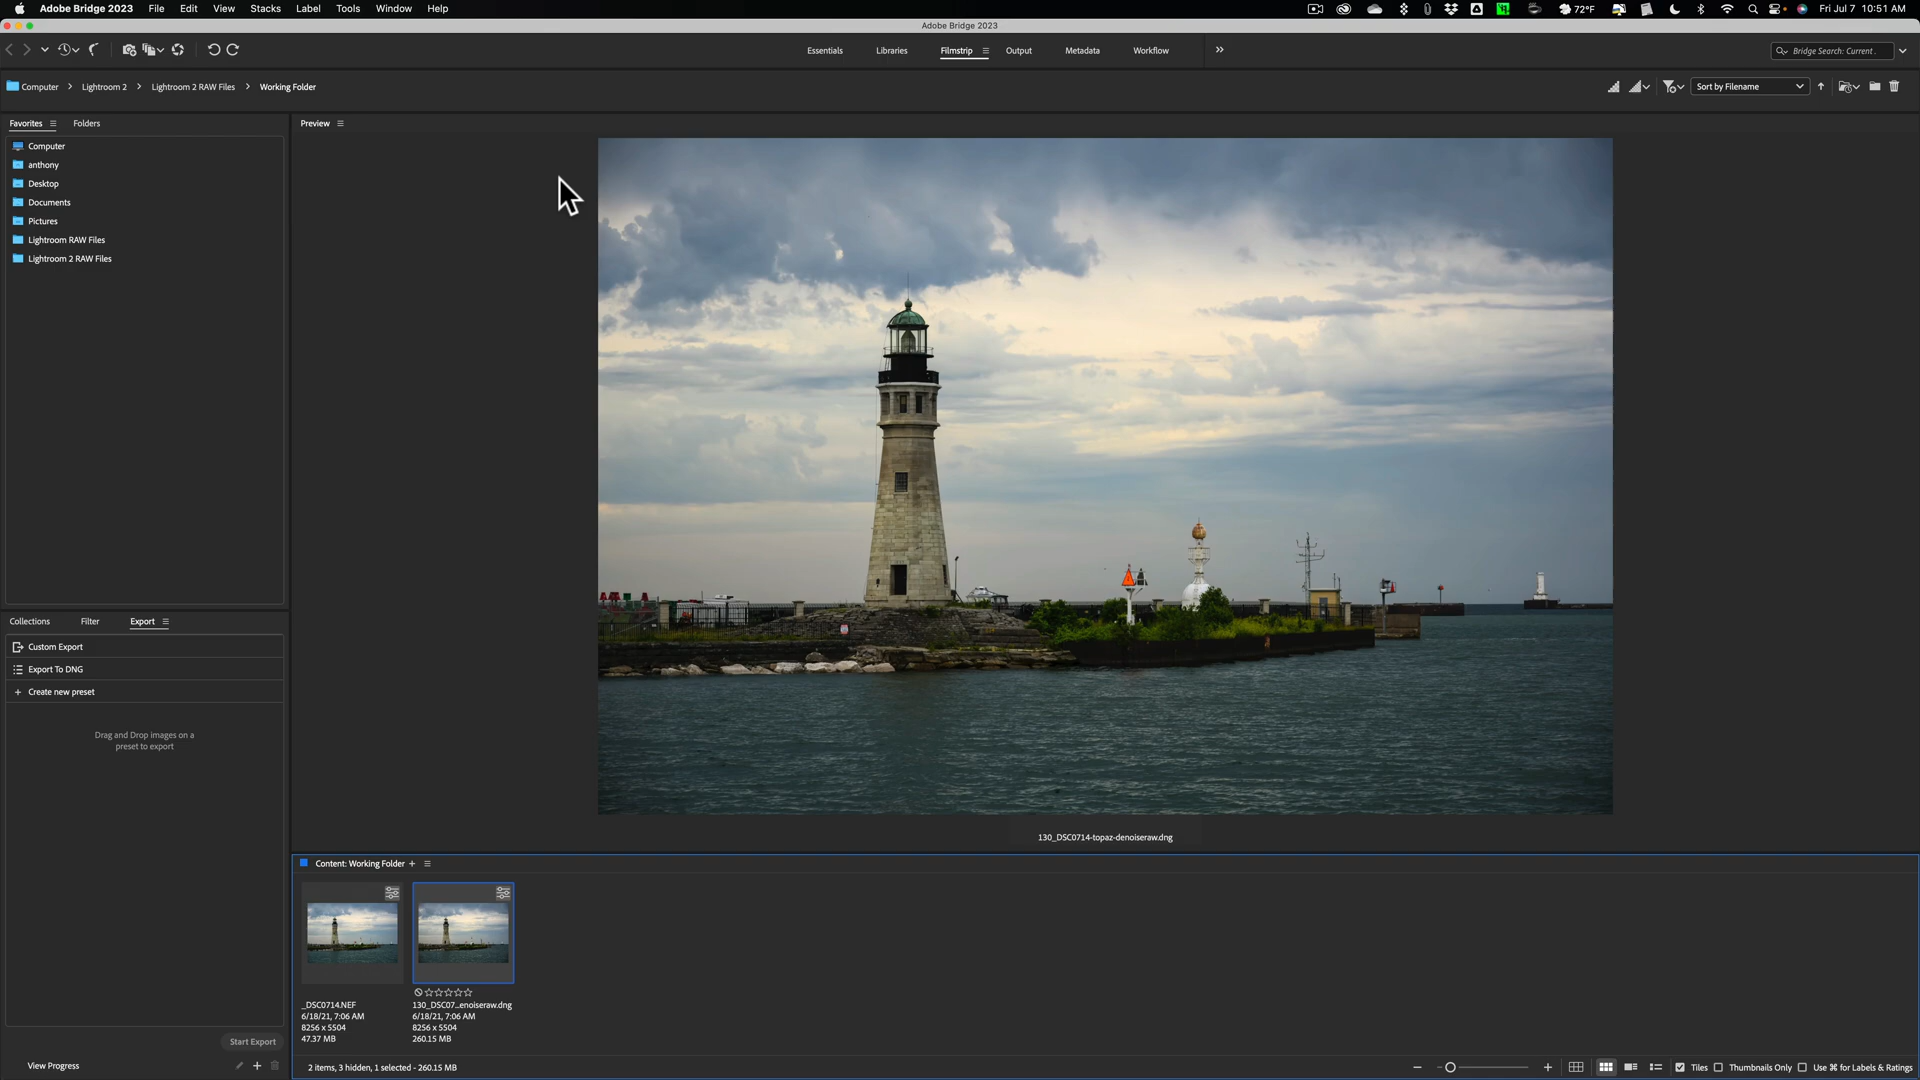 Adobe Bridge 2023 File Edit View Stacks Label Tools Window Help 72°F Fri Jul 7 10:51 AM
Adobe Bridge 2023
Essentials Libraries Filmstrip Output Metadata Workflow Bridge Search: Current
Computer Lightroom 2 Lightroom 2 RAW Files Working Folder Sort by Filename
Favorites Folders
Computer
anthony
Desktop
Documents
Pictures
Lightroom RAW Files
Lightroom 2 RAW Files
Preview
130_DSC0714-topaz-denoiseraw.dng
Collections Filter Export
Custom Export
Export To DNG
+ Create new preset
Drag and Drop images on a
preset to export
Start Export
View Progress
Content: Working Folder +
_DSC0714.NEF
6/18/21, 7:06 AM
8256 x 5504
47.37 MB
130_DSC07...enoiseraw.dng
6/18/21, 7:06 AM
8256 x 5504
260.15 MB
2 items, 3 hidden, 1 selected - 260.15 MB
Tiles Thumbnails Only Use ⌘ for Labels & Ratings